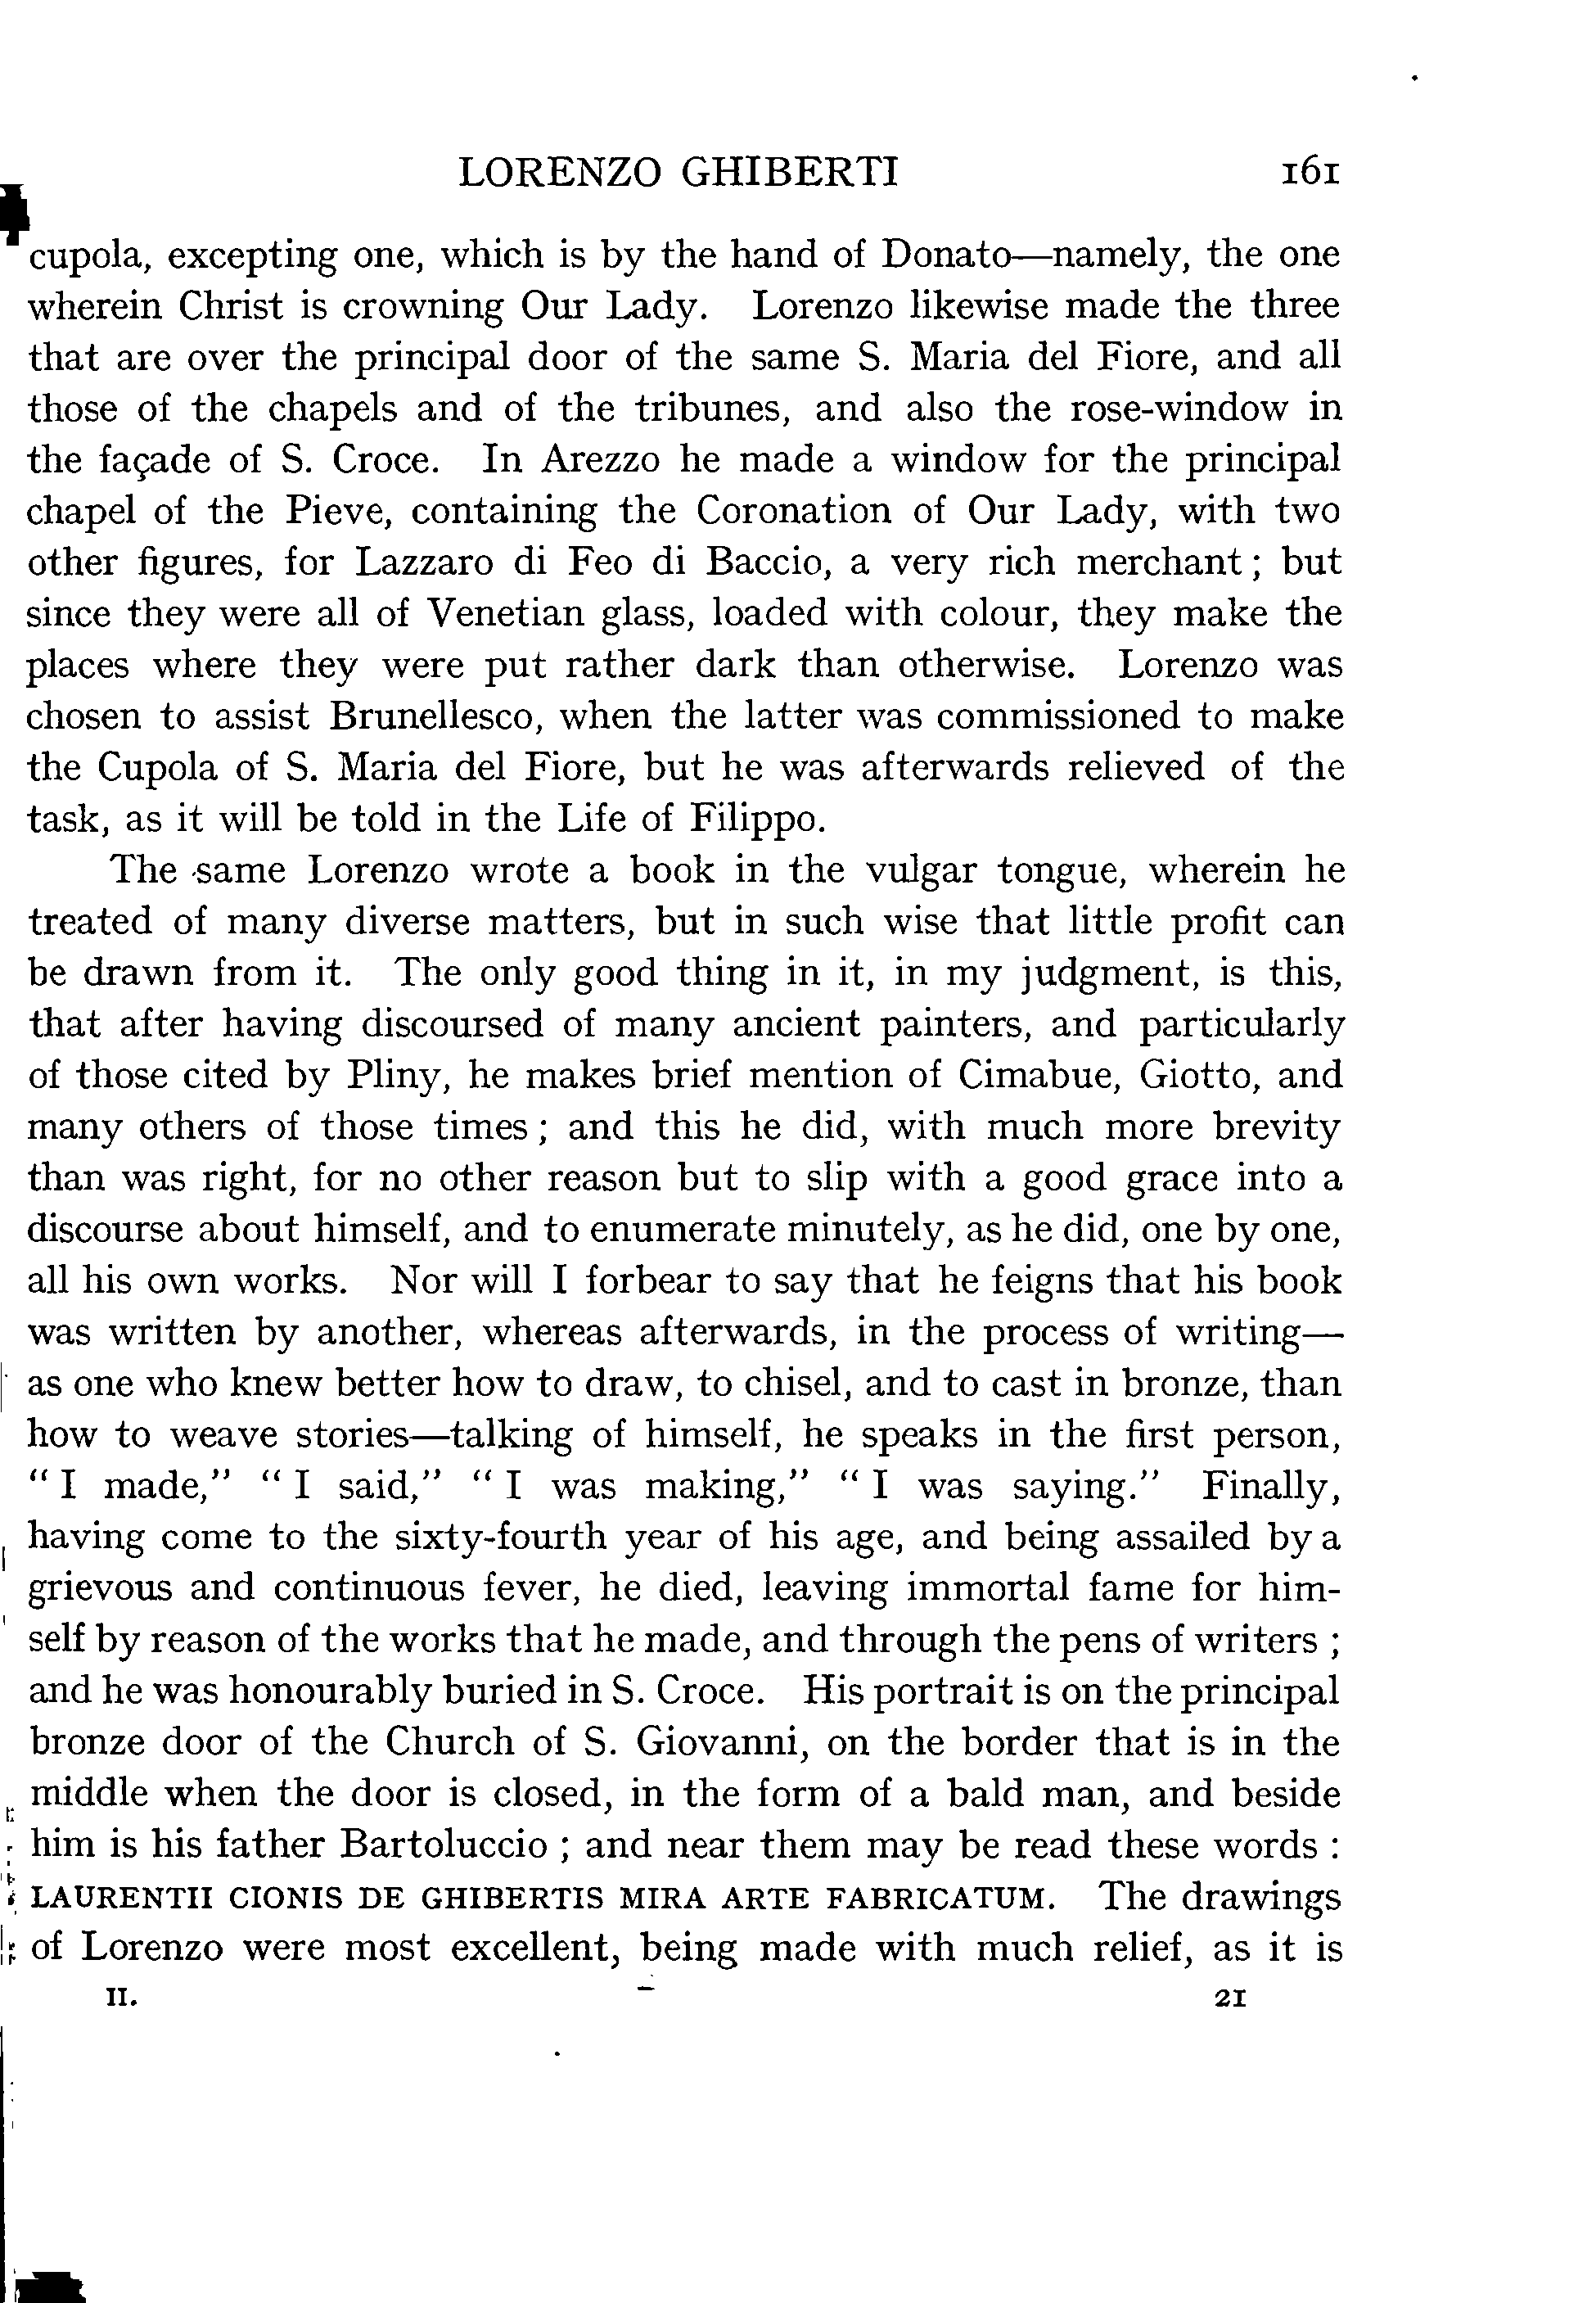 LORENZO GHIBERTI 161
cupola, excepting one, which is by the hand of Donato—namely, the one
wherein Christ is crowning Our Lady. Lorenzo likewise made the three
that are over the principal door of the same S. Maria del Fiore, and all
those of the chapels and of the tribunes, and also the rose-window in
the façade of S. Croce. In Arezzo he made a window for the principal
chapel of the Pieve, containing the Coronation of Our Lady, with two
other figures, for Lazzaro di Feo di Baccio, a very rich merchant; but
since they were all of Venetian glass, loaded with colour, they make the
places where they were put rather dark than otherwise. Lorenzo was
chosen to assist Brunellesco, when the latter was commissioned to make
the Cupola of S. Maria del Fiore, but he was afterwards relieved of the
task, as it will be told in the Life of Filippo.
The same Lorenzo wrote a book in the vulgar tongue, wherein he
treated of many diverse matters, but in such wise that little profit can
be drawn from it. The only good thing in it, in my judgment, is this,
that after having discoursed of many ancient painters, and particularly
of those cited by Pliny, he makes brief mention of Cimabue, Giotto, and
many others of those times; and this he did, with much more brevity
than was right, for no other reason but to slip with a good grace into a
discourse about himself, and to enumerate minutely, as he did, one by one,
all his own works. Nor will I forbear to say that he feigns that his book
was written by another, whereas afterwards, in the process of writing—
as one who knew better how to draw, to chisel, and to cast in bronze, than
how to weave stories—talking of himself, he speaks in the first person,
"I made," "I said," "I was making," "I was saying." Finally,
having come to the sixty-fourth year of his age, and being assailed by a
grievous and continuous fever, he died, leaving immortal fame for him-
self by reason of the works that he made, and through the pens of writers;
and he was honourably buried in S. Croce. His portrait is on the principal
bronze door of the Church of S. Giovanni, on the border that is in the
middle when the door is closed, in the form of a bald man, and beside
him is his father Bartoluccio; and near them may be read these words:
LAURENTII CIONIS DE GHIBERTIS MIRA ARTE FABRICATUM. The drawings
of Lorenzo were most excellent, being made with much relief, as it is
II. 21